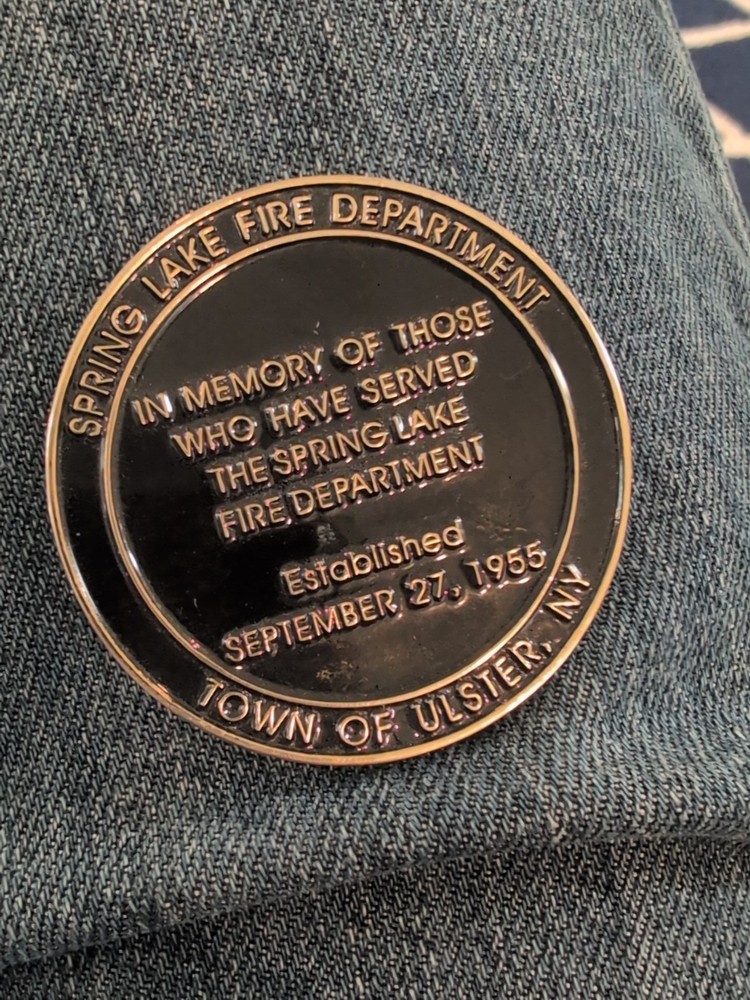 SPRING LAKE FIRE DEPARTMENT
IN MEMORY OF THOSE
WHO HAVE SERVED
THE SPRING LAKE
FIRE DEPARTMENT
Established
SEPTEMBER 27, 1955
TOWN OF ULSTER, NY